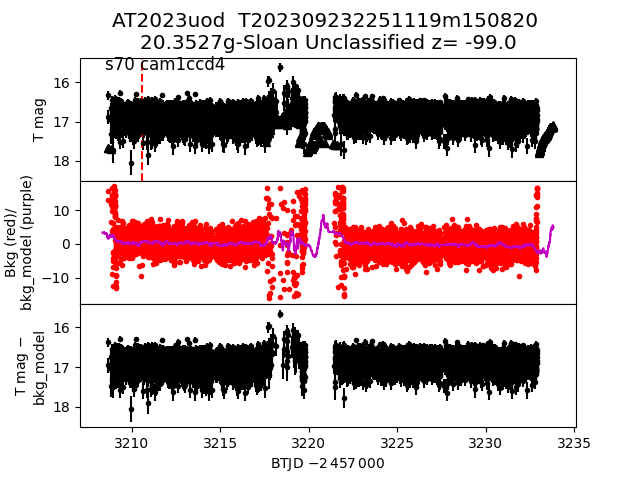 AT2023uod  T202309232251119m150820
20.3527g-Sloan Unclassified z= -99.0
s70 cam1ccd4
T mag
16
17
18
Bkg (red)/
bkg_model (purple)
10
0
−10
T mag −
bkg_model
16
17
18
3210
3215
3220
3225
3230
3235
BTJD −2 457 000